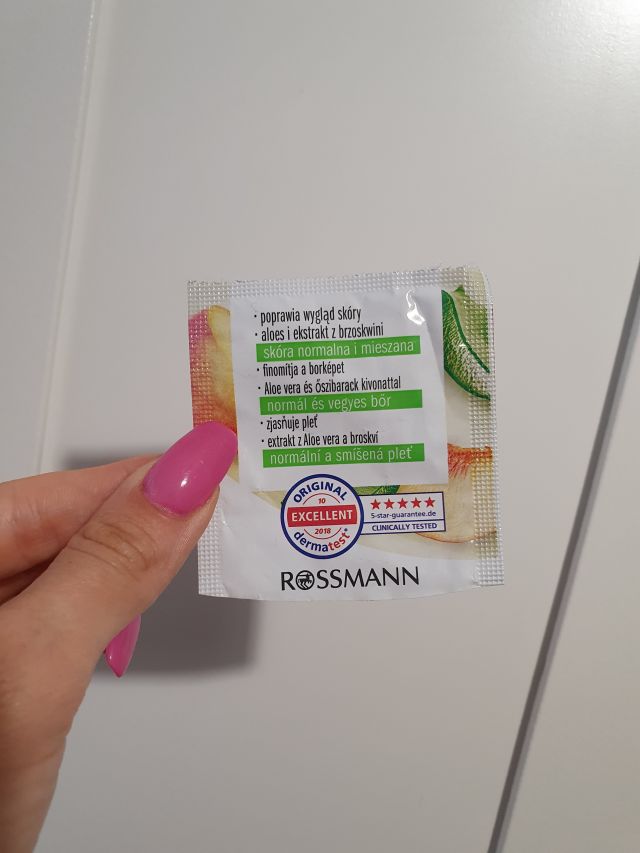 · poprawia wygląd skóry
· aloes i ekstrakt z brzoskwini
skóra normalna i mieszana
· finomítja a borképet
· Aloe vera és őszibarack kivonattal
normál és vegyes bőr
· zjasňuje pleť
· extrakt z Aloe vera a broskví
normální a smíšená pleť
ORIGINAL
10
EXCELLENT
2018
dermatest®
★★★★★
5-star-guarantee.de
CLINICALLY TESTED
ROSSMANN